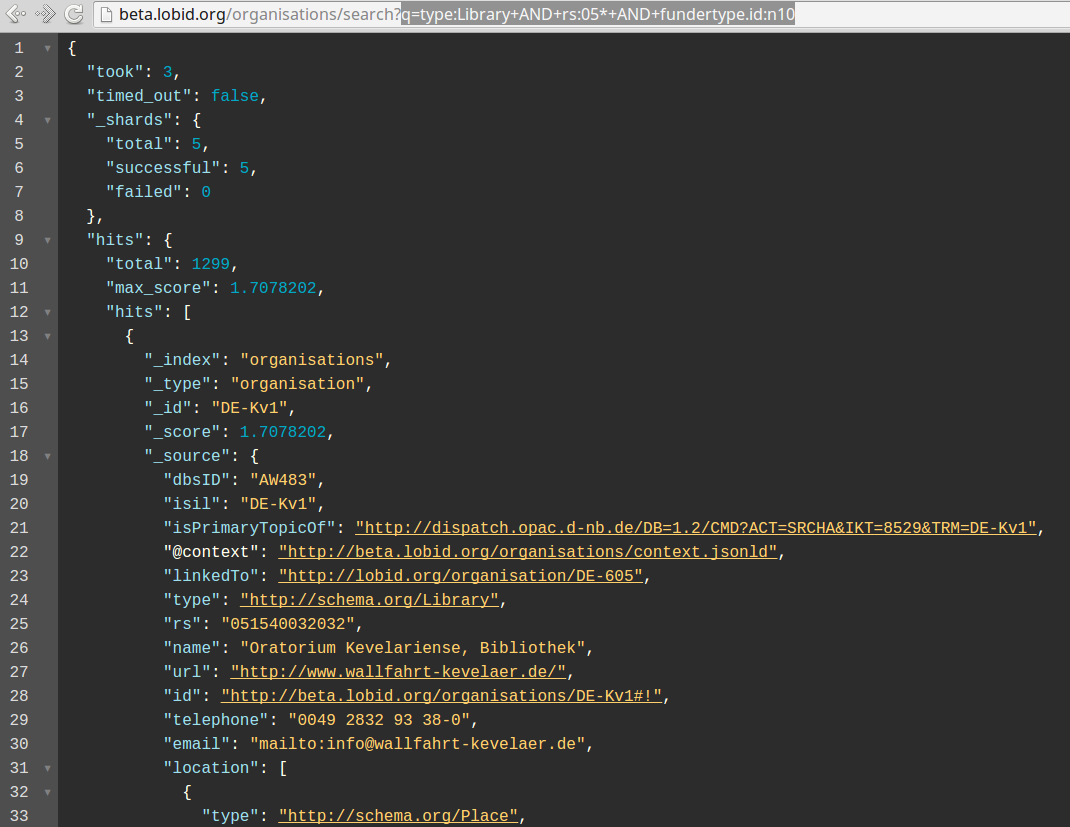 beta.lobid.org/organisations/search?q=type:Library+AND+rs:05*+AND+fundertype.id:n10
1 {
2 "took": 3,
3 "timed_out": false,
4 "_shards": {
5 "total": 5,
6 "successful": 5,
7 "failed": 0
8 },
9 "hits": {
10 "total": 1299,
11 "max_score": 1.7078202,
12 "hits": [
13 {
14 "_index": "organisations",
15 "_type": "organisation",
16 "_id": "DE-Kv1",
17 "_score": 1.7078202,
18 "_source": {
19 "dbsID": "AW483",
20 "isil": "DE-Kv1",
21 "isPrimaryTopicOf": "http://dispatch.opac.d-nb.de/DB=1.2/CMD?ACT=SRCHA&IKT=8529&TRM=DE-Kv1",
22 "@context": "http://beta.lobid.org/organisations/context.jsonld",
23 "linkedTo": "http://lobid.org/organisation/DE-605",
24 "type": "http://schema.org/Library",
25 "rs": "051540032032",
26 "name": "Oratorium Kevelariense, Bibliothek",
27 "url": "http://www.wallfahrt-kevelaer.de/",
28 "id": "http://beta.lobid.org/organisations/DE-Kv1#!",
29 "telephone": "0049 2832 93 38-0",
30 "email": "mailto:info@wallfahrt-kevelaer.de",
31 "location": [
32 {
33 "type": "http://schema.org/Place",